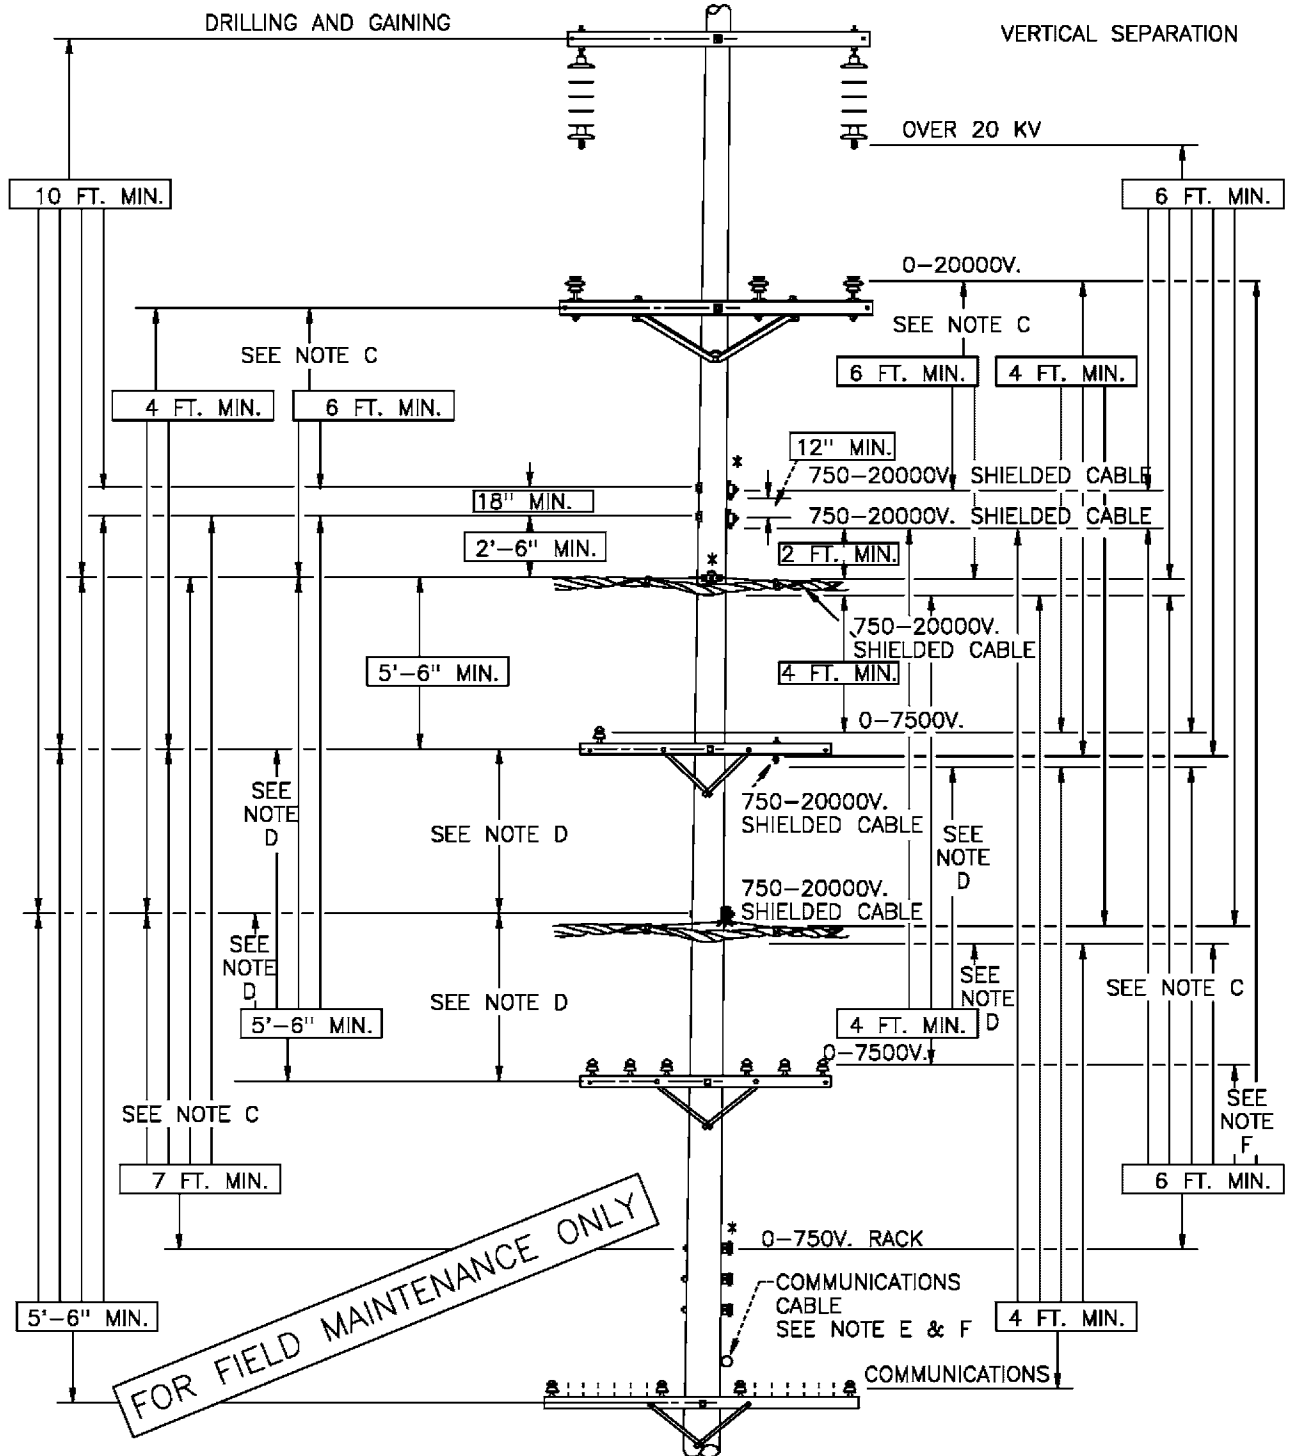 DRILLING AND GAINING
VERTICAL SEPARATION
OVER 20 KV
10 FT. MIN.
6 FT. MIN.
0-20000V.
SEE NOTE C
SEE NOTE C
6 FT. MIN.
4 FT. MIN.
4 FT. MIN.
6 FT. MIN.
12" MIN.
*
750-20000V. SHIELDED CABLE
18" MIN.
750-20000V. SHIELDED CABLE
2'-6" MIN.
2 FT. MIN.
*
750-20000V.
SHIELDED CABLE
5'-6" MIN.
4 FT. MIN.
0-7500V.
SEE
NOTE
D
SEE NOTE D
750-20000V.
SHIELDED CABLE
SEE
NOTE
D
750-20000V.
SHIELDED CABLE
SEE
NOTE
D
SEE NOTE D
SEE
NOTE
D
SEE NOTE C
5'-6" MIN.
4 FT. MIN.
0-7500V.
SEE NOTE C
SEE
NOTE
F
7 FT. MIN.
6 FT. MIN.
*
0-750V. RACK
FOR FIELD MAINTENANCE ONLY
COMMUNICATIONS
CABLE
SEE NOTE E & F
5'-6" MIN.
4 FT. MIN.
COMMUNICATIONS